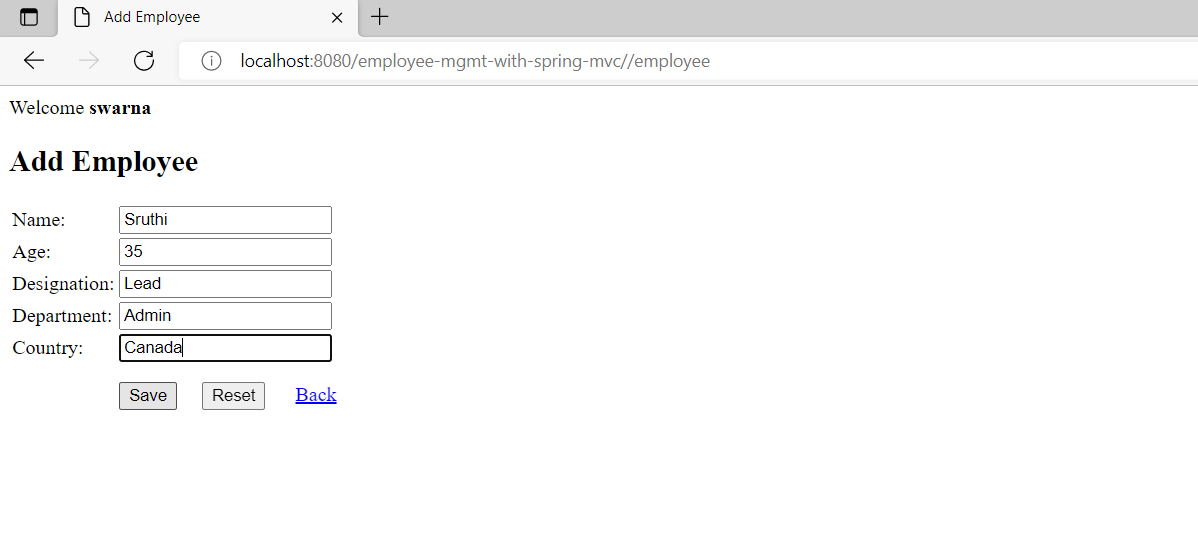 Add Employee
localhost:8080/employee-mgmt-with-spring-mvc//employee
Welcome swarna
Add Employee
Name: Sruthi
Age: 35
Designation: Lead
Department: Admin
Country: Canada
Save Reset Back